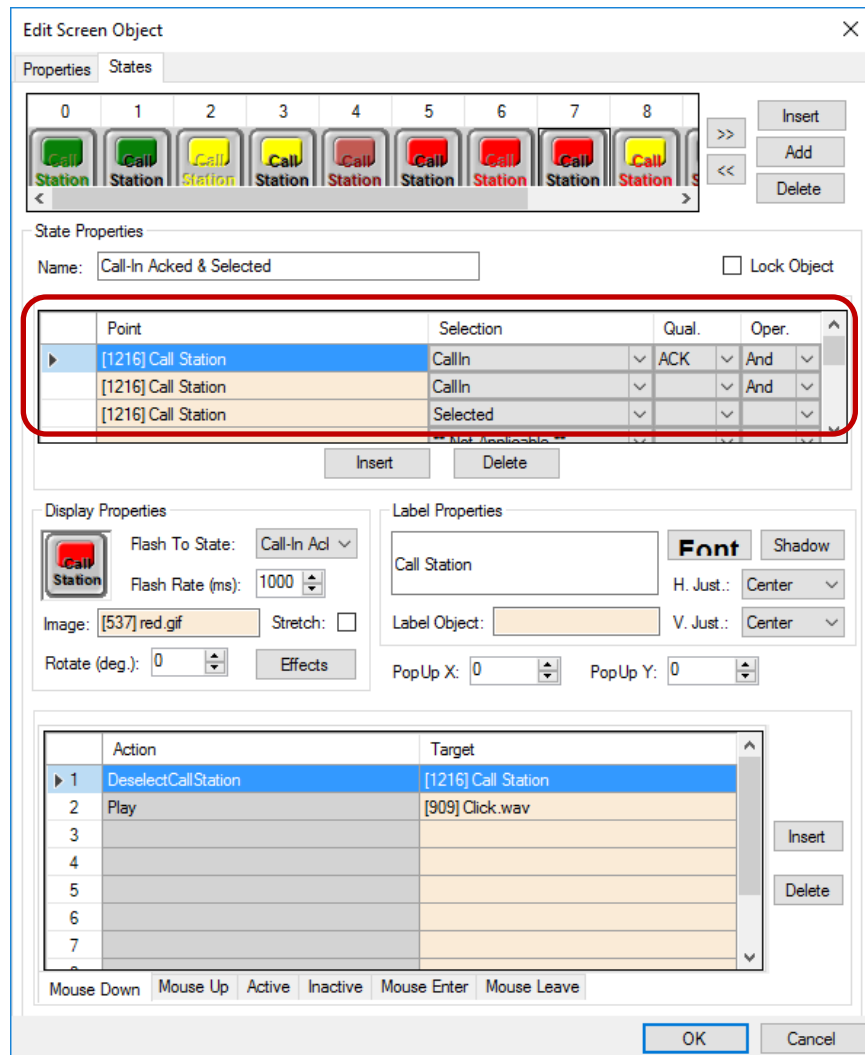 Edit Screen Object
Properties States
0 1 2 3 4 5 6 7 8
Call Call Call Call Call Call Call Call Call
Station Station Station Station Station Station Station Station Station S
>> <<
Insert
Add
Delete
State Properties
Name: Call-In Acked & Selected Lock Object
Point Selection Qual. Oper.
[1216] Call Station CallIn ACK And
[1216] Call Station CallIn And
[1216] Call Station Selected
** Not Applicable **
Insert Delete
Display Properties
Call
Station
Flash To State: Call-In Acl
Flash Rate (ms): 1000
Image: [537] red.gif Stretch:
Rotate (deg.): 0 Effects
Label Properties
Call Station
Font Shadow
H. Just.: Center
Label Object: V. Just.: Center
PopUp X: 0 PopUp Y: 0
Action Target
1 DeselectCallStation [1216] Call Station
2 Play [909] Click.wav
3
4
5
6
7
Insert
Delete
Mouse Down Mouse Up Active Inactive Mouse Enter Mouse Leave
OK Cancel